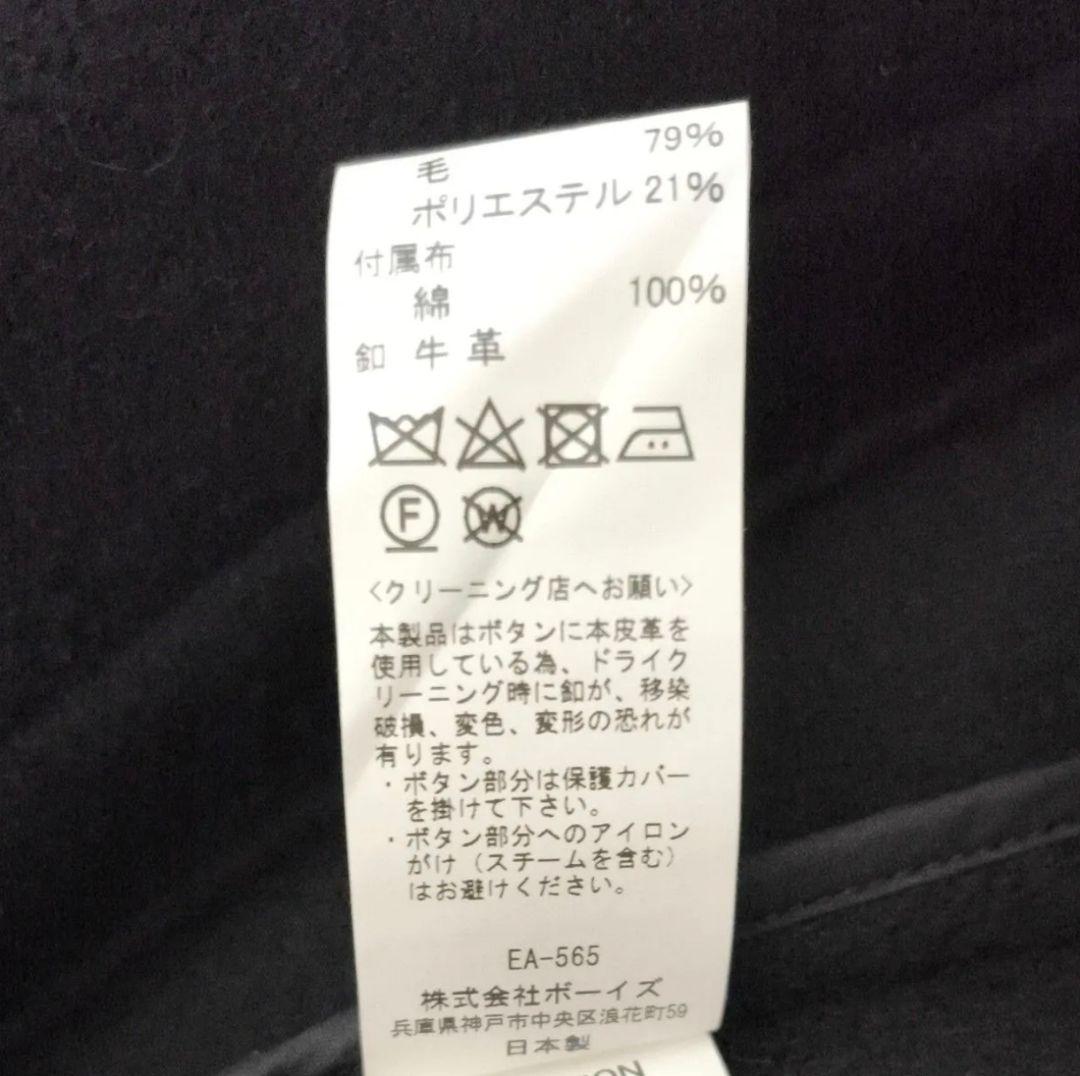 毛 79%
ポリエステル 21%
付属布
綿 100%
釦 牛革
F W
<クリーニング店へお願い>
本製品はボタンに本皮革を
使用している為、ドライク
リーニング時に釦が、移染
破損、変色、変形の恐れが
有ります。
・ボタン部分は保護カバー
を掛けて下さい。
・ボタン部分へのアイロン
がけ（スチームを含む）
はお避けください。
EA-565
株式会社ボーイズ
兵庫県神戸市中央区浪花町59
日本製